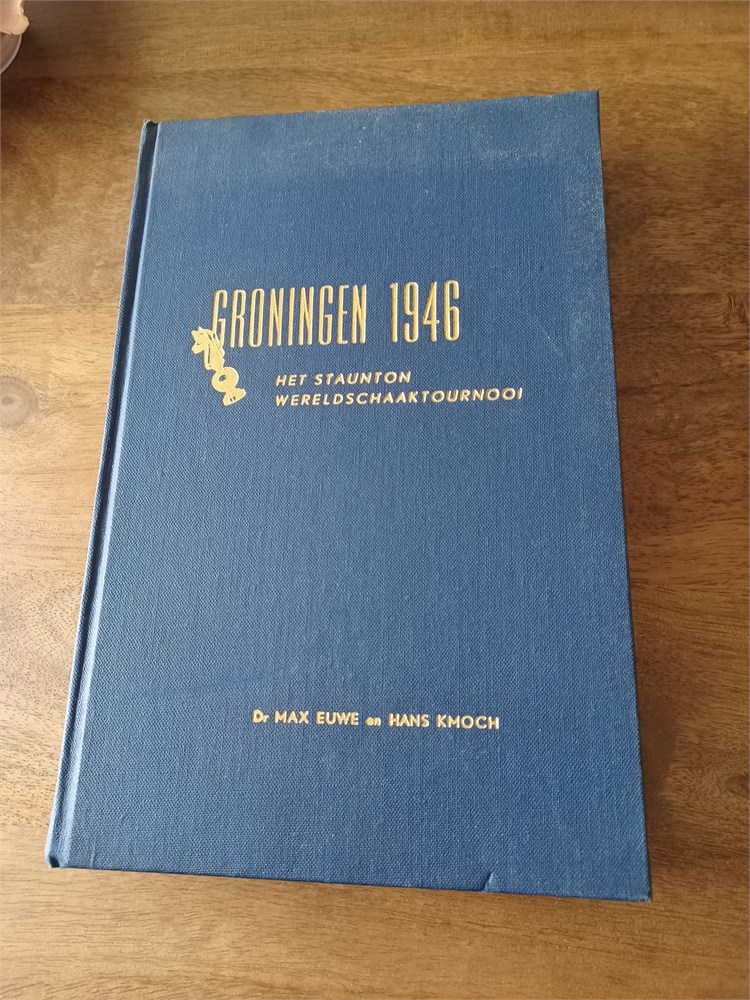 GRONINGEN 1946
HET STAUNTON
WERELDSCHAAKTOURNOOI
Dr MAX EUWE en HANS KMOCH